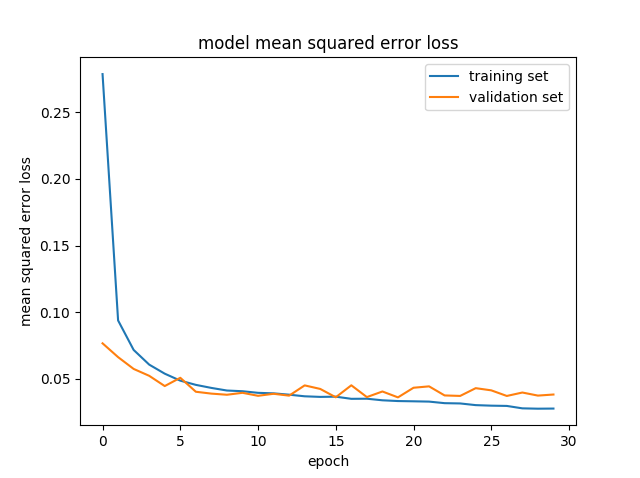 model mean squared error loss
training set
validation set
mean squared error loss
0.25
0.20
0.15
0.10
0.05
0 5 10 15 20 25 30
epoch